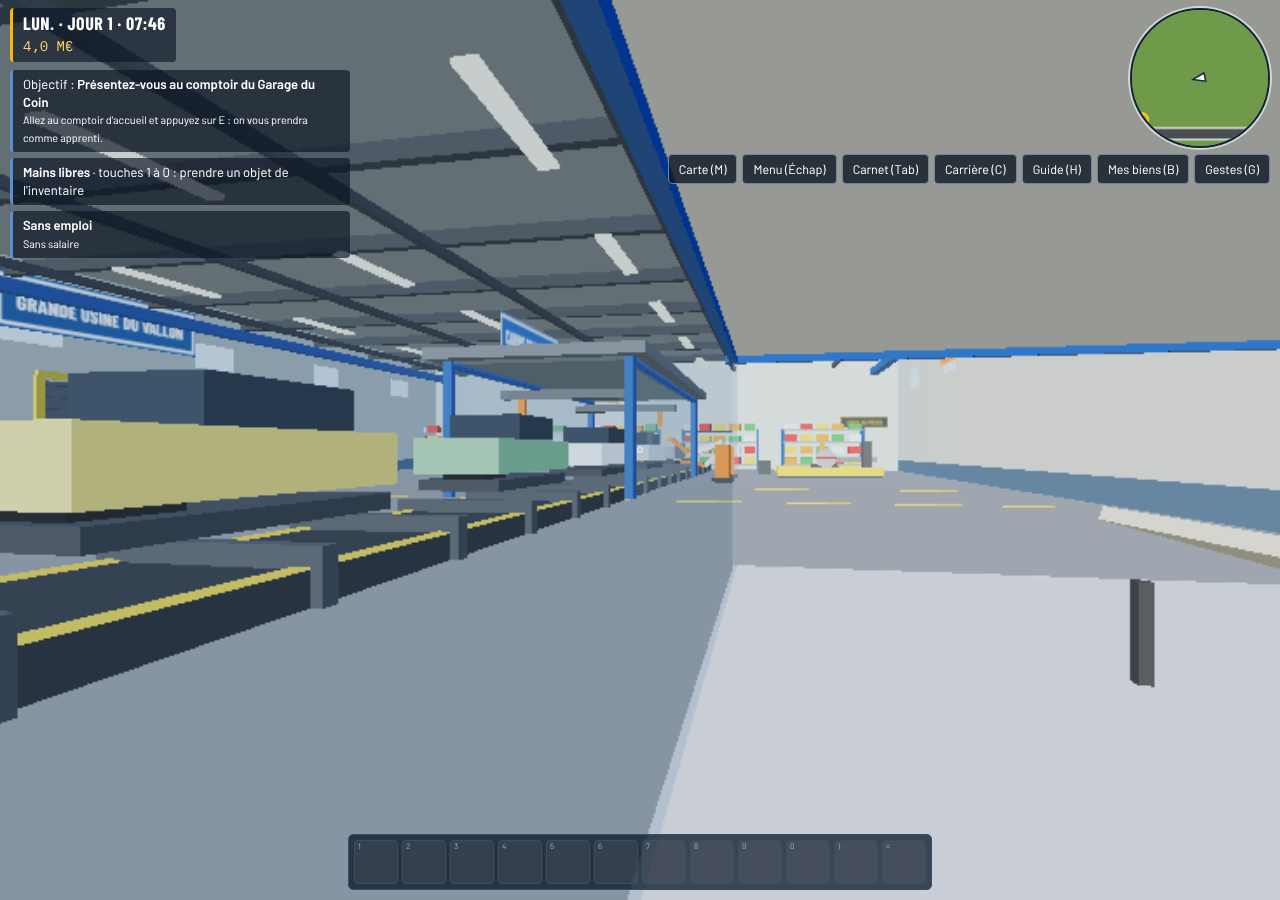 LUN. · JOUR 1 · 07:46
4,0 M€
Objectif : Présentez-vous au comptoir du Garage du
Coin
Allez au comptoir d'accueil et appuyez sur E : on vous prendra
comme apprenti.
Mains libres · touches 1 à 0 : prendre un objet de
l'inventaire
Sans emploi
Sans salaire
Carte (M)
Menu (Échap)
Carnet (Tab)
Carrière (C)
Guide (H)
Mes biens (B)
Gestes (G)
GRANDE USINE DU VALLON
1
2
3
4
5
6
7
8
9
0
)
=